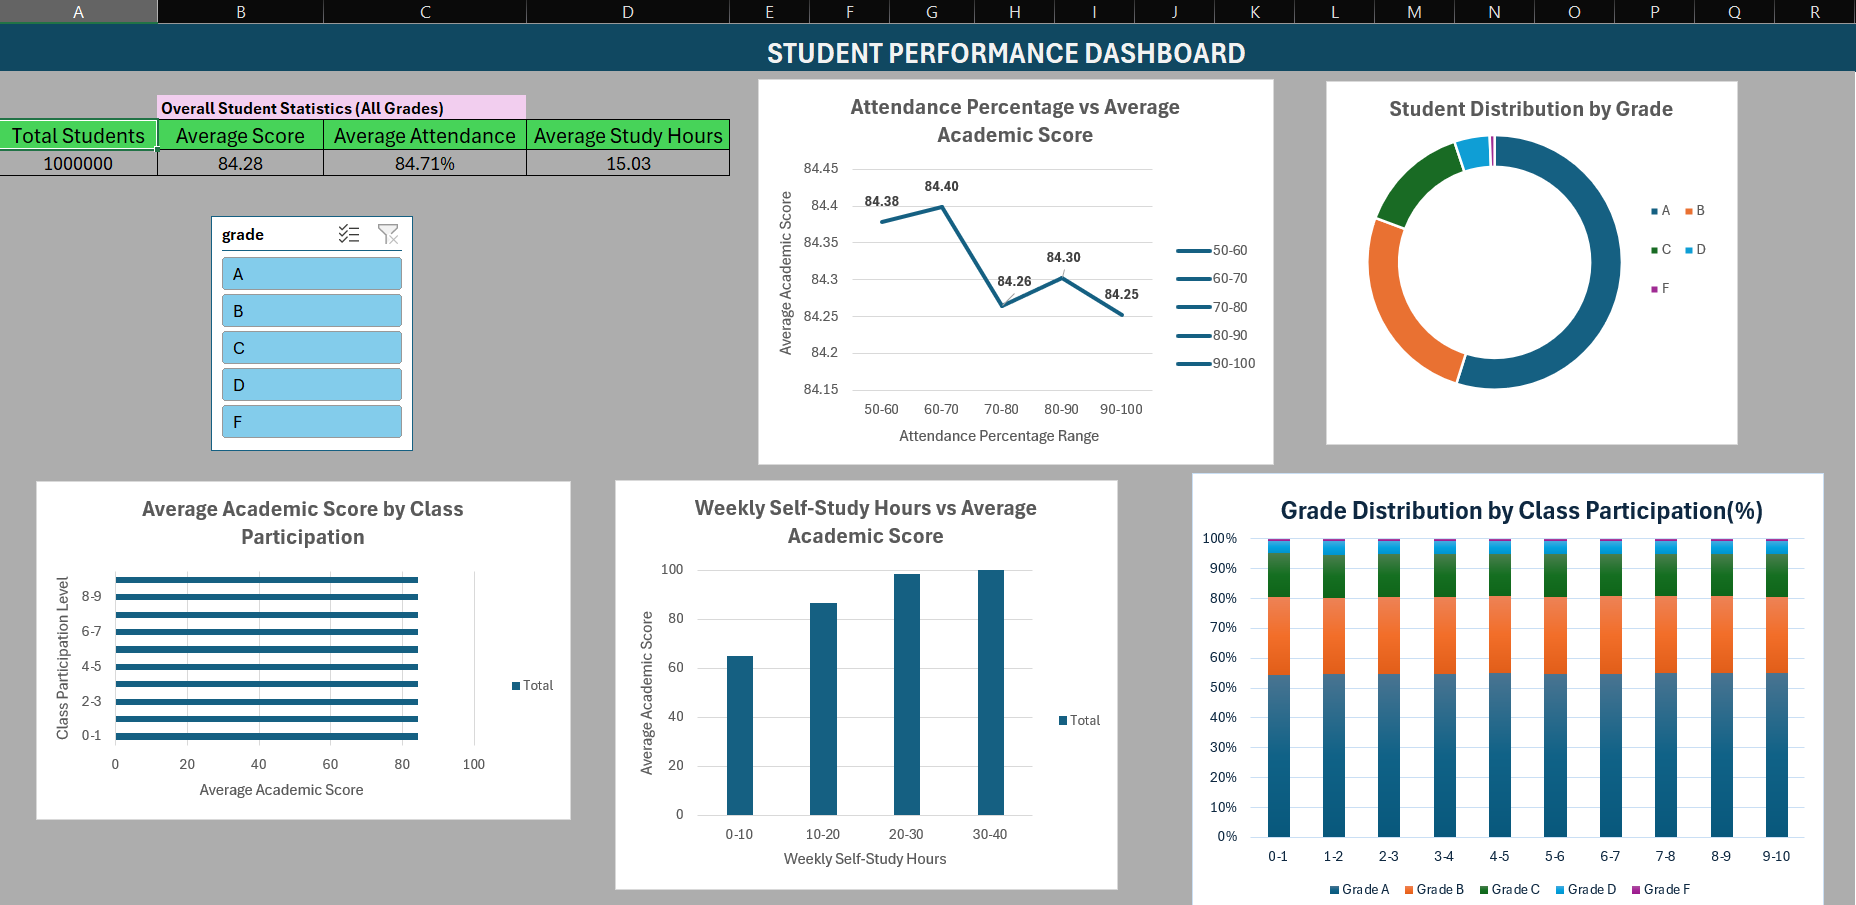 A B C D E F G H I J K L M N O P Q R
STUDENT PERFORMANCE DASHBOARD
Overall Student Statistics (All Grades)
Total Students Average Score Average Attendance Average Study Hours
1000000 84.28 84.71% 15.03
grade
A
B
C
D
F
Attendance Percentage vs Average
Academic Score
Average Academic Score
84.45
84.4
84.35
84.3
84.25
84.2
84.15
84.38
84.40
84.26
84.30
84.25
50-60 60-70 70-80 80-90 90-100
Attendance Percentage Range
50-60
60-70
70-80
80-90
90-100
Student Distribution by Grade
A B
C D
F
Average Academic Score by Class
Participation
Class Participation Level
8-9
6-7
4-5
2-3
0-1
0 20 40 60 80 100
Average Academic Score
Total
Weekly Self-Study Hours vs Average
Academic Score
Average Academic Score
100
80
60
40
20
0
0-10 10-20 20-30 30-40
Weekly Self-Study Hours
Total
Grade Distribution by Class Participation(%)
100%
90%
80%
70%
60%
50%
40%
30%
20%
10%
0%
0-1 1-2 2-3 3-4 4-5 5-6 6-7 7-8 8-9 9-10
Grade A Grade B Grade C Grade D Grade F